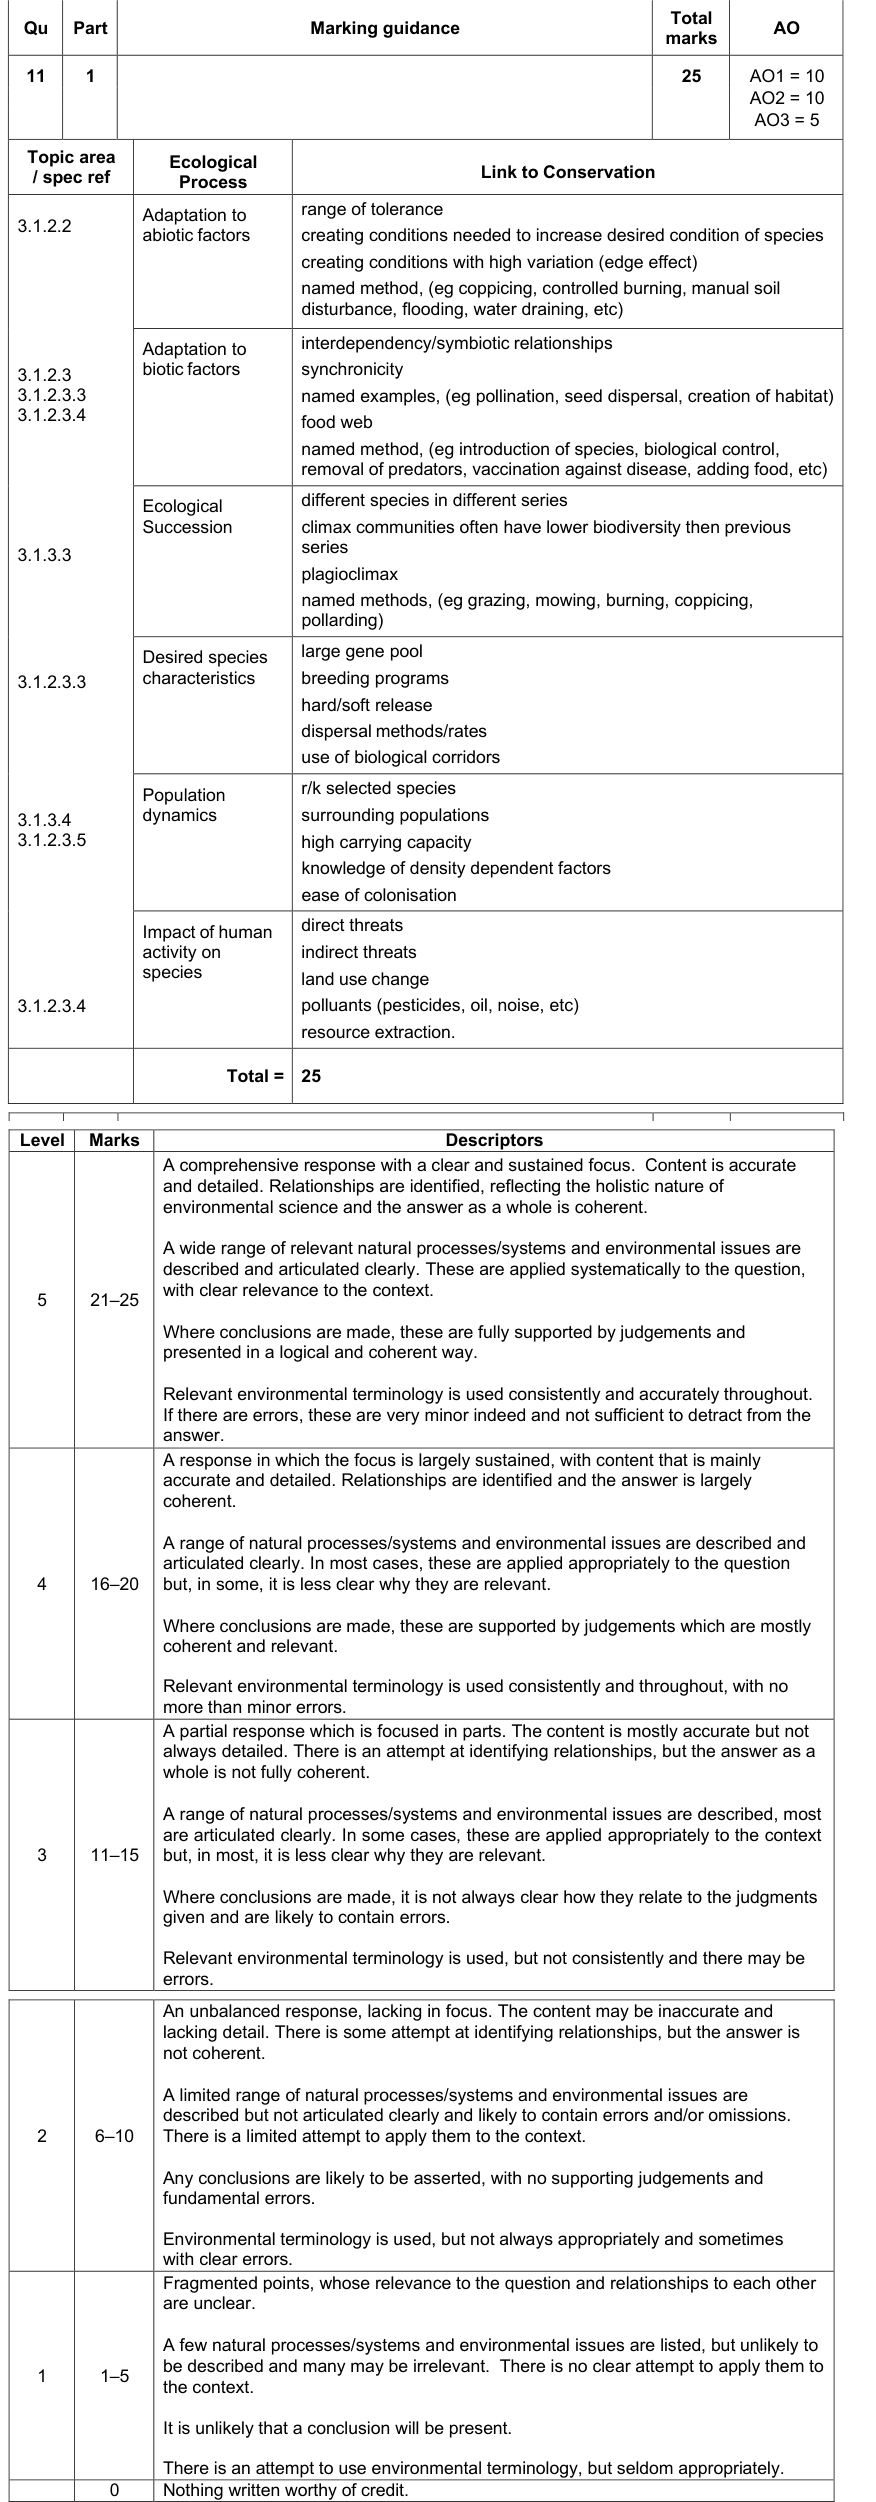 Qu Part Marking guidance Total marks AO
11 1 25 AO1 = 10
AO2 = 10
AO3 = 5
Topic area / spec ref Ecological Process Link to Conservation
3.1.2.2 Adaptation to abiotic factors
range of tolerance
creating conditions needed to increase desired condition of species
creating conditions with high variation (edge effect)
named method, (eg coppicing, controlled burning, manual soil
disturbance, flooding, water draining, etc)
3.1.2.3
3.1.2.3.3
3.1.2.3.4
Adaptation to
biotic factors
interdependency/symbiotic relationships
synchronicity
named examples, (eg pollination, seed dispersal, creation of habitat)
food web
named method, (eg introduction of species, biological control,
removal of predators, vaccination against disease, adding food, etc)
3.1.3.3
Ecological
Succession
different species in different series
climax communities often have lower biodiversity then previous
series
plagioclimax
named methods, (eg grazing, mowing, burning, coppicing,
pollarding)
3.1.2.3.3
Desired species
characteristics
large gene pool
breeding programs
hard/soft release
dispersal methods/rates
use of biological corridors
3.1.3.4
3.1.2.3.5
Population
dynamics
r/k selected species
surrounding populations
high carrying capacity
knowledge of density dependent factors
ease of colonisation
3.1.2.3.4
Impact of human
activity on
species
direct threats
indirect threats
land use change
polluants (pesticides, oil, noise, etc)
resource extraction.
Total = 25
Level Marks Descriptors
5 21–25
A comprehensive response with a clear and sustained focus. Content is accurate
and detailed. Relationships are identified, reflecting the holistic nature of
environmental science and the answer as a whole is coherent.
A wide range of relevant natural processes/systems and environmental issues are
described and articulated clearly. These are applied systematically to the question,
with clear relevance to the context.
Where conclusions are made, these are fully supported by judgements and
presented in a logical and coherent way.
Relevant environmental terminology is used consistently and accurately throughout.
If there are errors, these are very minor indeed and not sufficient to detract from the
answer.
4 16–20
A response in which the focus is largely sustained, with content that is mainly
accurate and detailed. Relationships are identified and the answer is largely
coherent.
A range of natural processes/systems and environmental issues are described and
articulated clearly. In most cases, these are applied appropriately to the question
but, in some, it is less clear why they are relevant.
Where conclusions are made, these are supported by judgements which are mostly
coherent and relevant.
Relevant environmental terminology is used consistently and throughout, with no
more than minor errors.
3 11–15
A partial response which is focused in parts. The content is mostly accurate but not
always detailed. There is an attempt at identifying relationships, but the answer as a
whole is not fully coherent.
A range of natural processes/systems and environmental issues are described, most
are articulated clearly. In some cases, these are applied appropriately to the context
but, in most, it is less clear why they are relevant.
Where conclusions are made, it is not always clear how they relate to the judgments
given and are likely to contain errors.
Relevant environmental terminology is used, but not consistently and there may be
errors.
2 6–10
An unbalanced response, lacking in focus. The content may be inaccurate and
lacking detail. There is some attempt at identifying relationships, but the answer is
not coherent.
A limited range of natural processes/systems and environmental issues are
described but not articulated clearly and likely to contain errors and/or omissions.
There is a limited attempt to apply them to the context.
Any conclusions are likely to be asserted, with no supporting judgements and
fundamental errors.
Environmental terminology is used, but not always appropriately and sometimes
with clear errors.
1 1–5
Fragmented points, whose relevance to the question and relationships to each other
are unclear.
A few natural processes/systems and environmental issues are listed, but unlikely to
be described and many may be irrelevant. There is no clear attempt to apply them to
the context.
It is unlikely that a conclusion will be present.
There is an attempt to use environmental terminology, but seldom appropriately.
0 Nothing written worthy of credit.